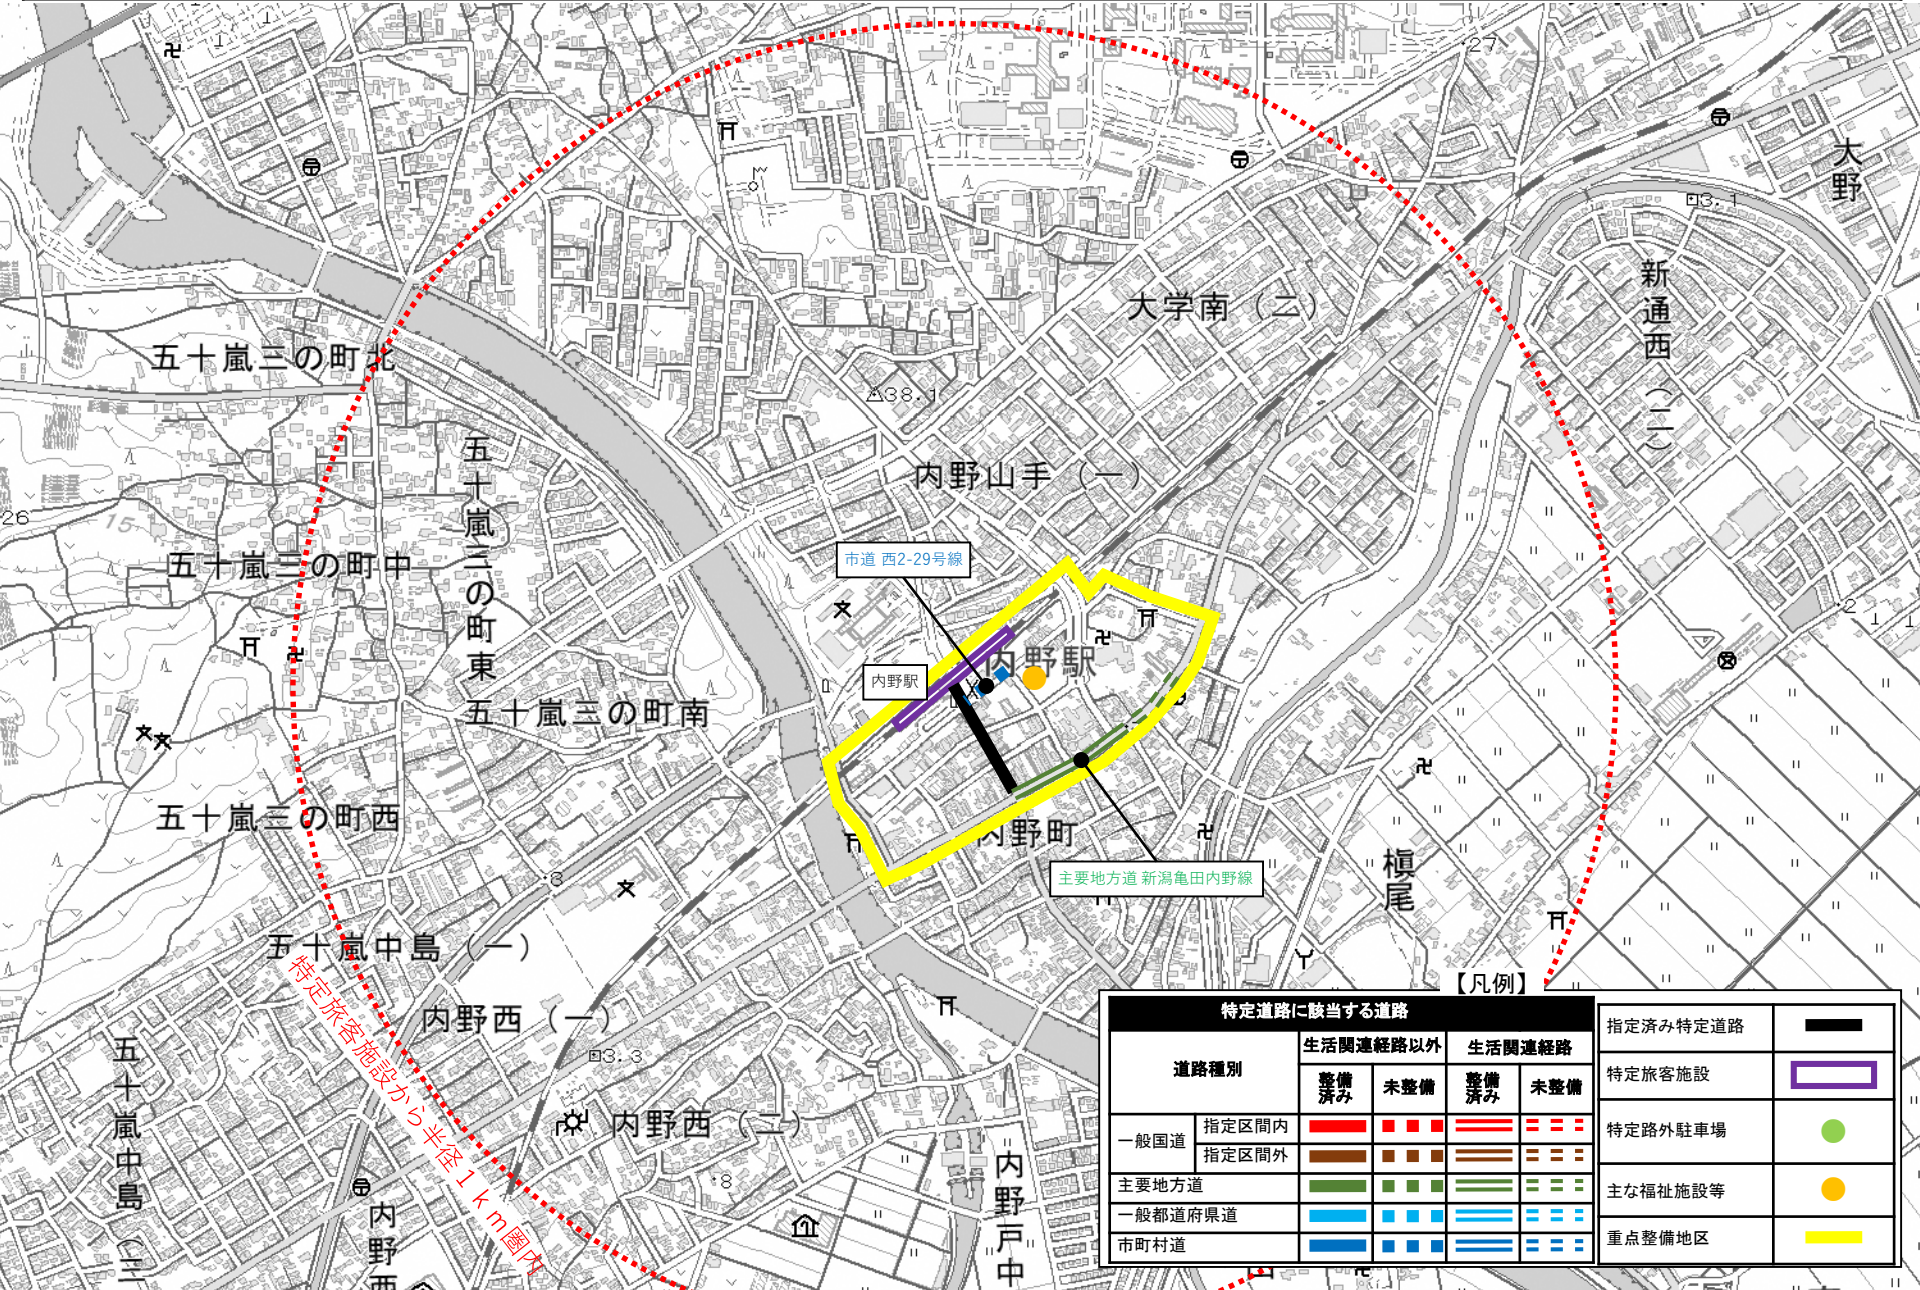 27
大野
3.1
新通西（二）
大学南（二）
五十嵐三の町北
38.1
五十嵐三の町東
内野山手（一）
26
15
五十嵐三の町中
市道 西2-29号線
2.1
内野駅
内野駅
五十嵐三の町南
五十嵐三の町西
内野町
主要地方道 新潟亀田内野線
槇尾
8
五十嵐中島（一）
特定旅客施設から半径１ｋｍ圏内
内野西（一）
3.3
五十嵐中島（三
内野西（二）
8
内野西
内野戸中
【凡例】
特定道路に該当する道路
道路種別
生活関連経路以外
生活関連経路
整備済み
未整備
整備済み
未整備
一般国道
指定区間内
指定区間外
主要地方道
一般都道府県道
市町村道
指定済み特定道路
特定旅客施設
特定路外駐車場
主な福祉施設等
重点整備地区